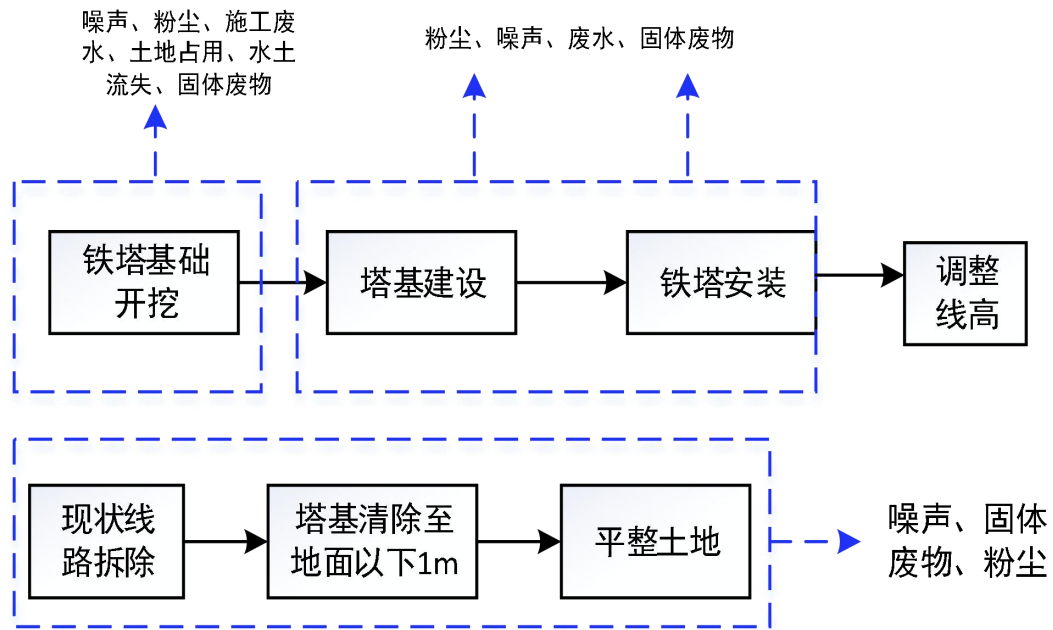 噪声、粉尘、施工废
水、土地占用、水土
流失、固体废物
粉尘、噪声、废水、固体废物
铁塔基础
开挖
塔基建设
铁塔安装
调整
线高
现状线
路拆除
塔基清除至
地面以下1m
平整土地
噪声、固体
废物、粉尘